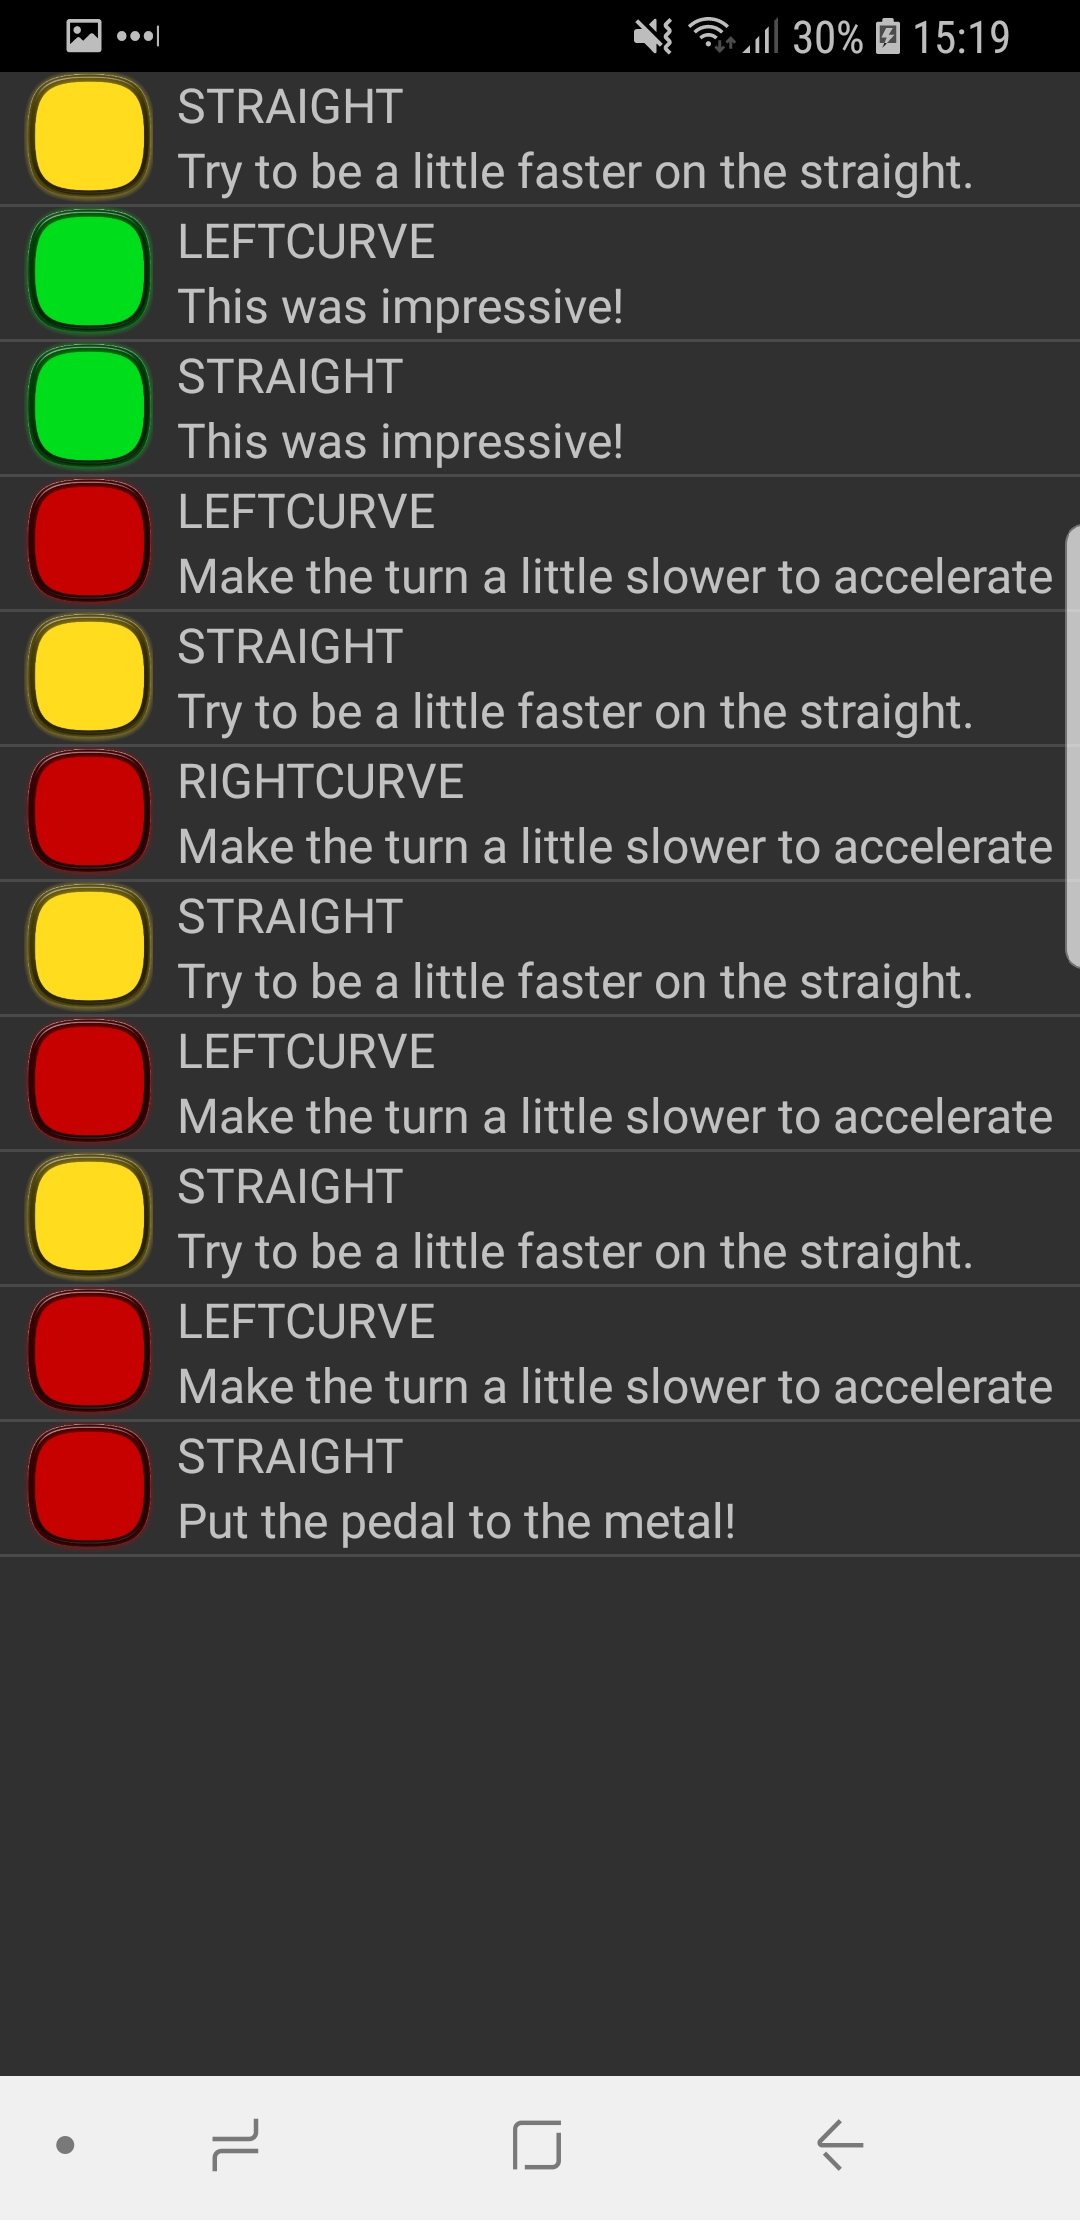 30% 15:19
STRAIGHT
Try to be a little faster on the straight.
LEFTCURVE
This was impressive!
STRAIGHT
This was impressive!
LEFTCURVE
Make the turn a little slower to accelerate
STRAIGHT
Try to be a little faster on the straight.
RIGHTCURVE
Make the turn a little slower to accelerate
STRAIGHT
Try to be a little faster on the straight.
LEFTCURVE
Make the turn a little slower to accelerate
STRAIGHT
Try to be a little faster on the straight.
LEFTCURVE
Make the turn a little slower to accelerate
STRAIGHT
Put the pedal to the metal!